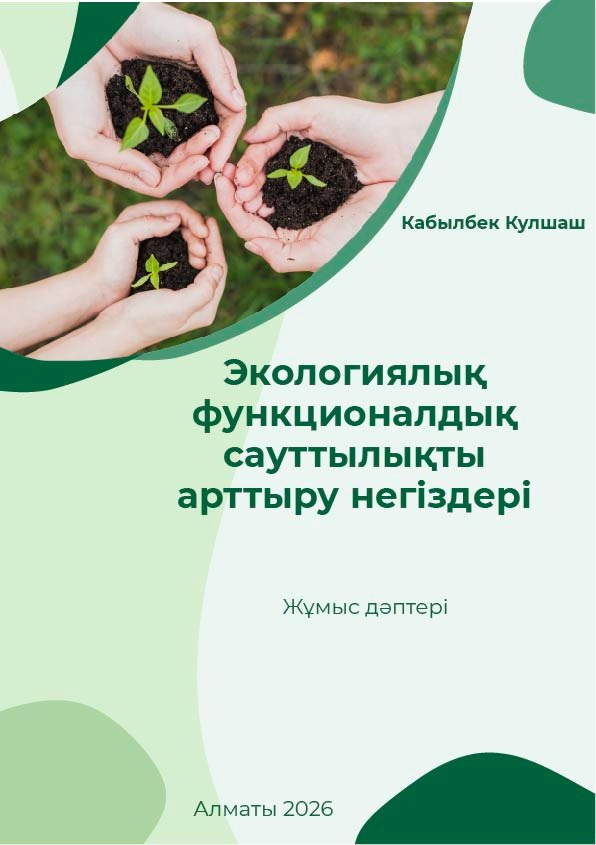 Кабылбек Кулшаш
Экологиялық
функционалдық
сауттылықты
арттыру негіздері
Жұмыс дәптері
Алматы 2026